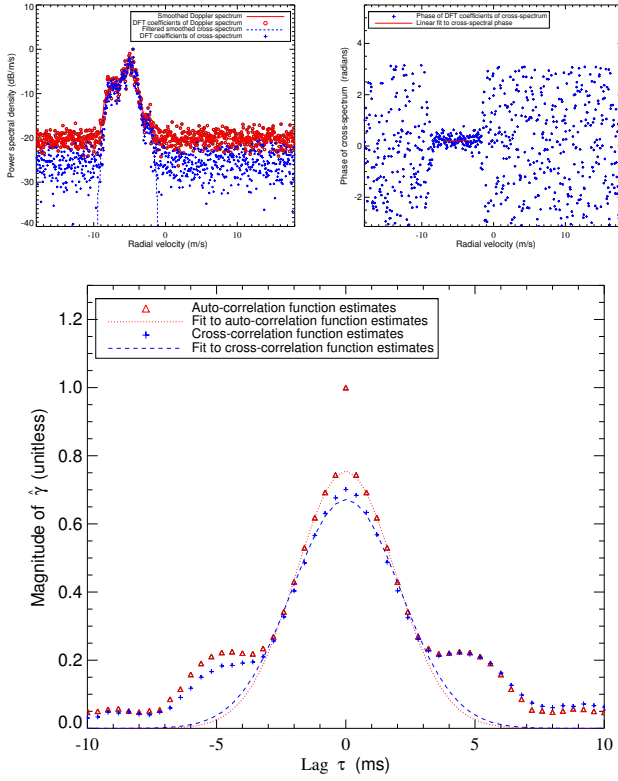 Smoothed Doppler spectrum
DFT coefficients of Doppler spectrum
Filtered smoothed cross-spectrum
DFT coefficients of cross-spectrum
Power spectral density (dB/m/s)
10
0
-10
-20
-30
-40
-10
0
10
Radial velocity (m/s)
Phase of DFT coefficients of cross-spectrum
Linear fit to cross-spectral phase
Phase of cross-spectrum (radians)
4
2
0
-2
-10
0
10
Radial velocity (m/s)
Auto-correlation function estimates
Fit to auto-correlation function estimates
Cross-correlation function estimates
Fit to cross-correlation function estimates
Magnitude of γ̂ (unitless)
1.2
1.0
0.8
0.6
0.4
0.2
0.0
-10
-5
0
5
10
Lag τ (ms)